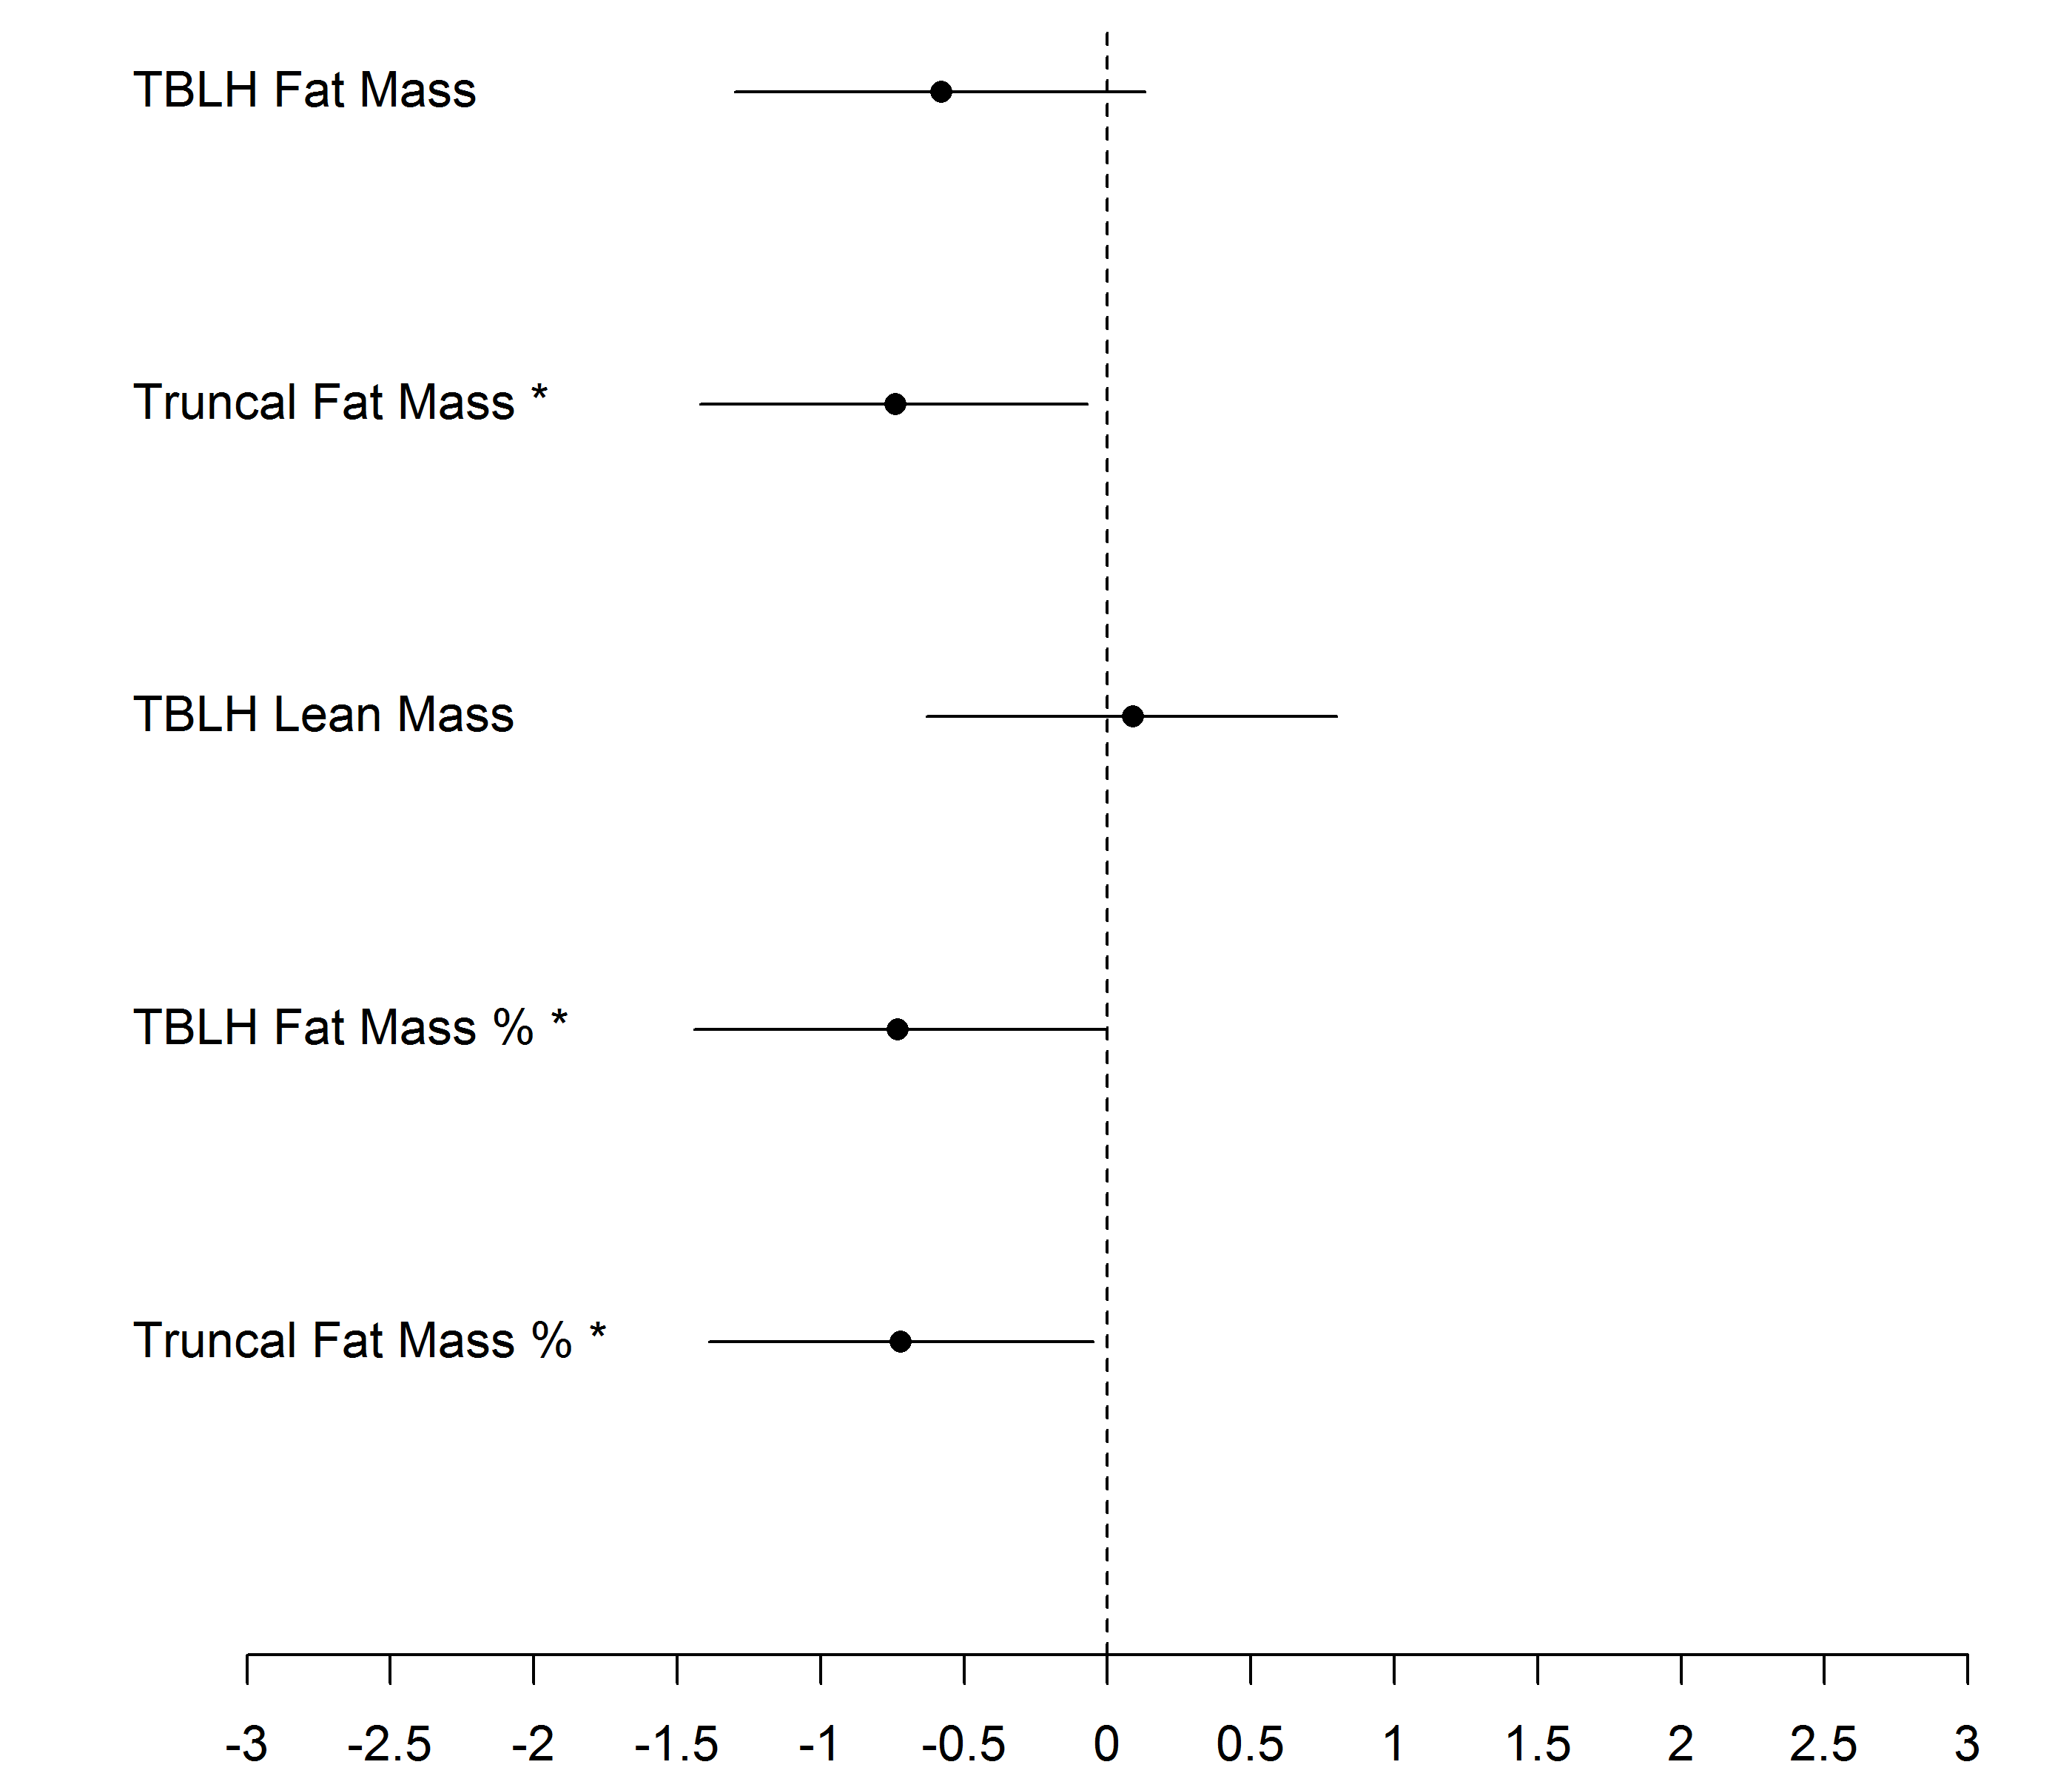 TBLH Fat Mass
Truncal Fat Mass *
TBLH Lean Mass
TBLH Fat Mass % *
Truncal Fat Mass % *
-3 -2.5 -2 -1.5 -1 -0.5 0 0.5 1 1.5 2 2.5 3